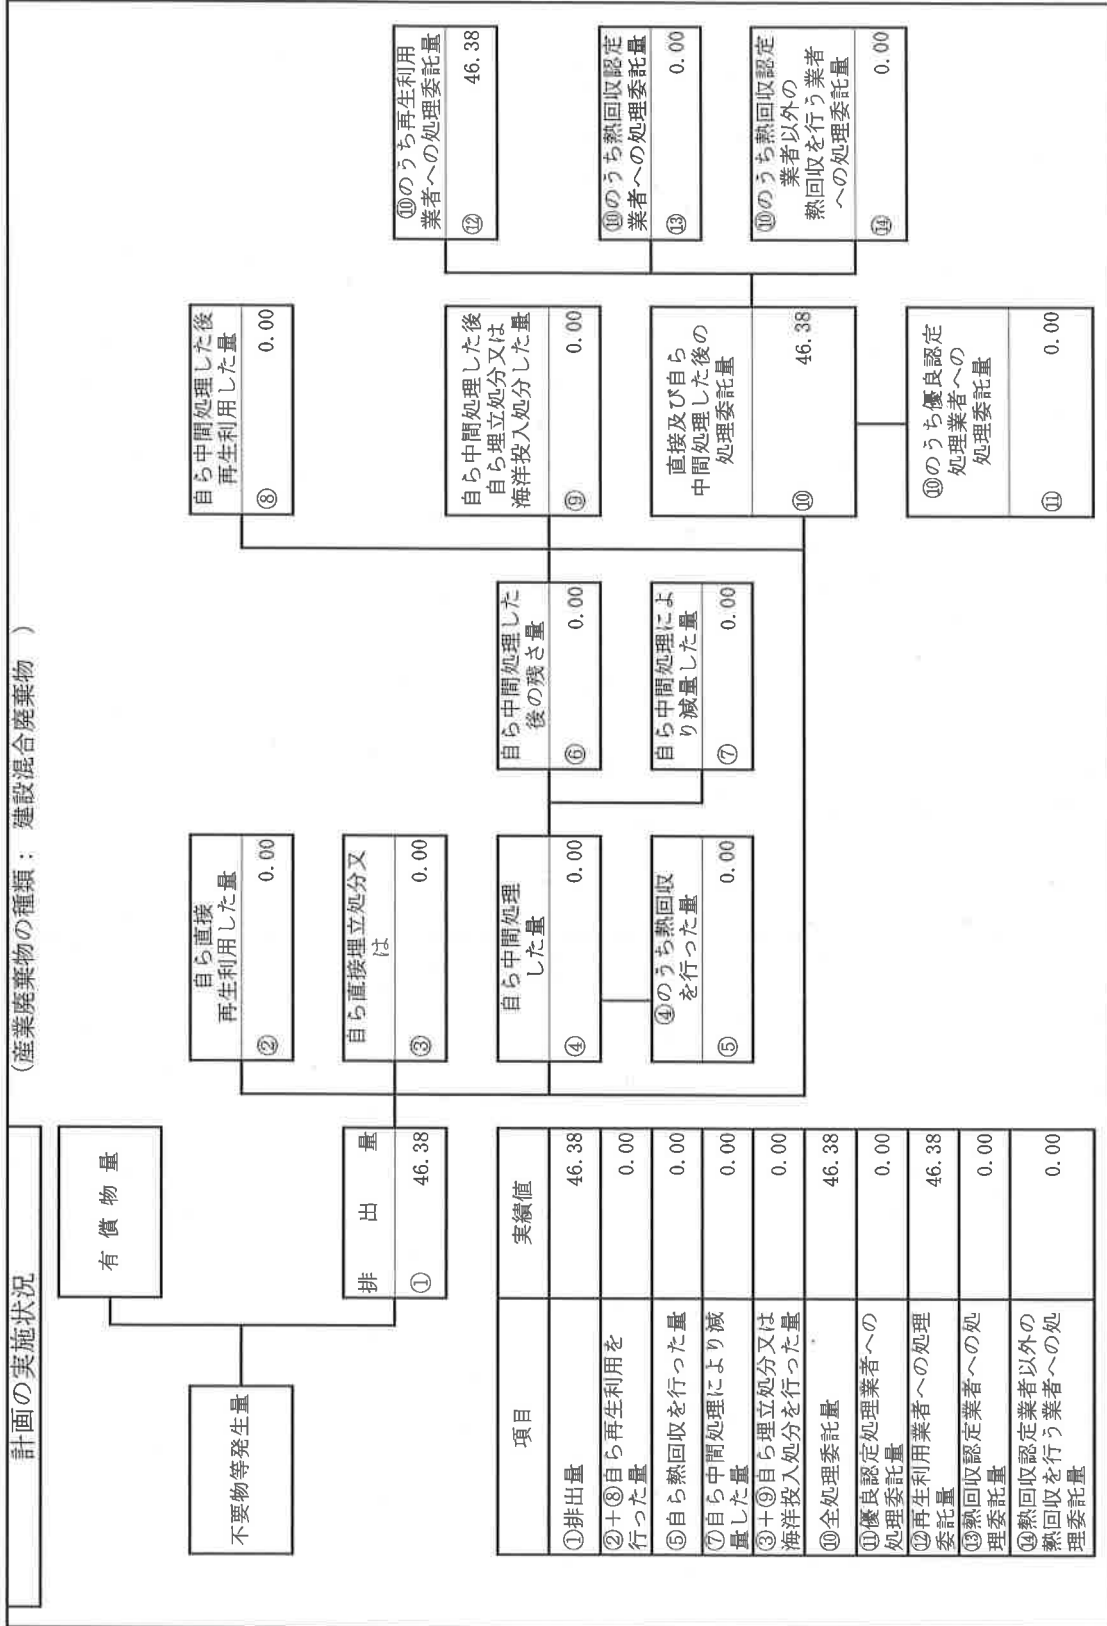 計画の実施状況
(産業廃棄物の種類： 建設混合廃棄物 )
不要物等発生量
有償物量
排出量
① 46.38
自ら直接
再生利用した量
② 0.00
自ら直接埋立処分又
は
③ 0.00
自ら中間処理
した量
④ 0.00
④のうち熱回収
を行った量
⑤ 0.00
自ら中間処理した
後の残さ量
⑥ 0.00
自ら中間処理によ
り減量した量
⑦ 0.00
自ら中間処理した後
再生利用した量
⑧ 0.00
自ら中間処理した後
自ら埋立処分又は
海洋投入処分した量
⑨ 0.00
直接及び自ら
中間処理した後の
処理委託量
⑩ 46.38
⑩のうち優良認定
処理業者への
処理委託量
⑪ 0.00
⑩のうち再生利用
業者への処理委託量
⑫ 46.38
⑩のうち熱回収認定
業者への処理委託量
⑬ 0.00
⑩のうち熱回収認定
業者以外の
熱回収を行う業者
への処理委託量
⑭ 0.00
項目 実績値
①排出量 46.38
②＋⑧自ら再生利用を
行った量 0.00
⑤自ら熱回収を行った量 0.00
⑦自ら中間処理により減
量した量 0.00
③＋⑨自ら埋立処分又は
海洋投入処分を行った量 0.00
⑩全処理委託量 46.38
⑪優良認定処理業者への
処理委託量 0.00
⑫再生利用業者への処理
委託量 46.38
⑬熱回収認定業者への処
理委託量 0.00
⑭熱回収認定業者以外の
熱回収を行う業者への処
理委託量 0.00